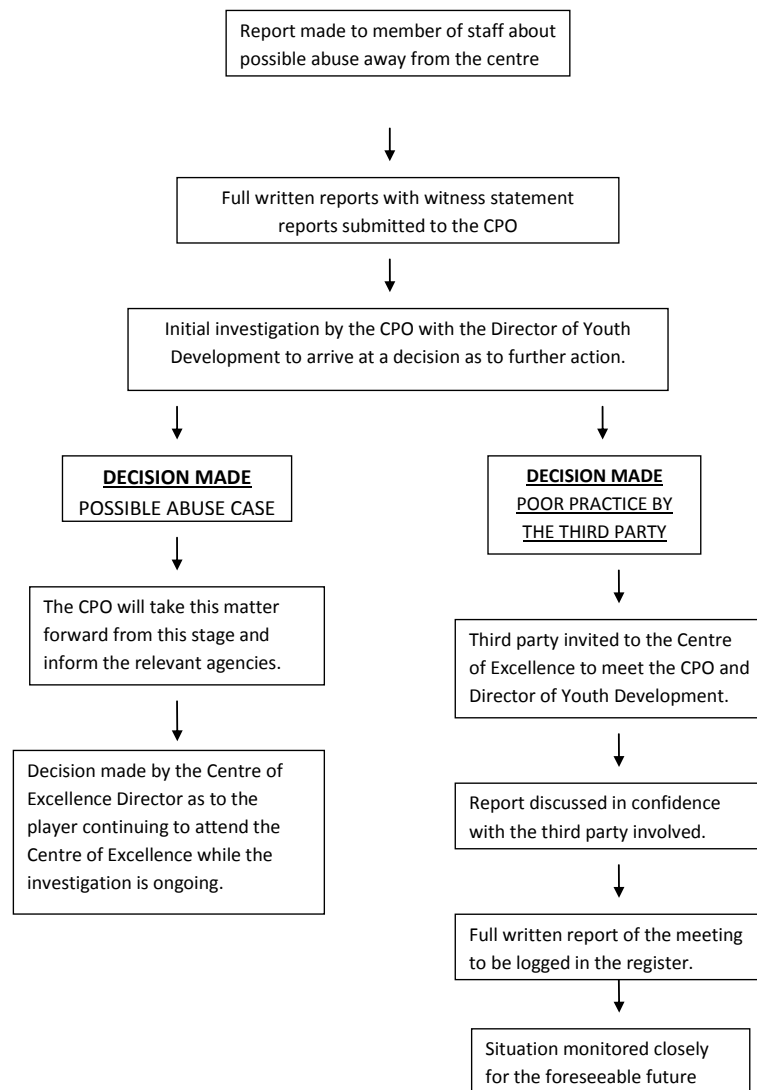 Report made to member of staff about
possible abuse away from the centre
Full written reports with witness statement
reports submitted to the CPO
Initial investigation by the CPO with the Director of Youth
Development to arrive at a decision as to further action.
DECISION MADE
POSSIBLE ABUSE CASE
The CPO will take this matter
forward from this stage and
inform the relevant agencies.
Decision made by the Centre of
Excellence Director as to the
player continuing to attend the
Centre of Excellence while the
investigation is ongoing.
DECISION MADE
POOR PRACTICE BY
THE THIRD PARTY
Third party invited to the Centre
of Excellence to meet the CPO and
Director of Youth Development.
Report discussed in confidence
with the third party involved.
Full written report of the meeting
to be logged in the register.
Situation monitored closely
for the foreseeable future